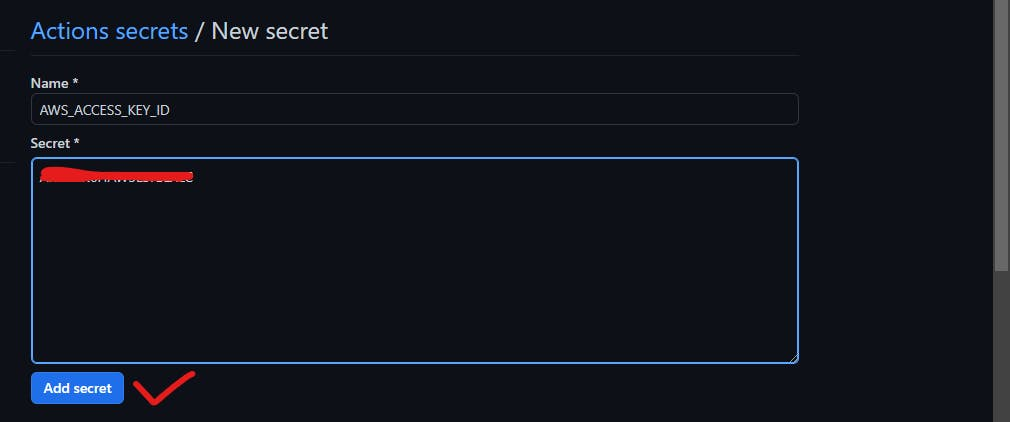 Actions secrets / New secret
Name *
AWS_ACCESS_KEY_ID
Secret *
Add secret